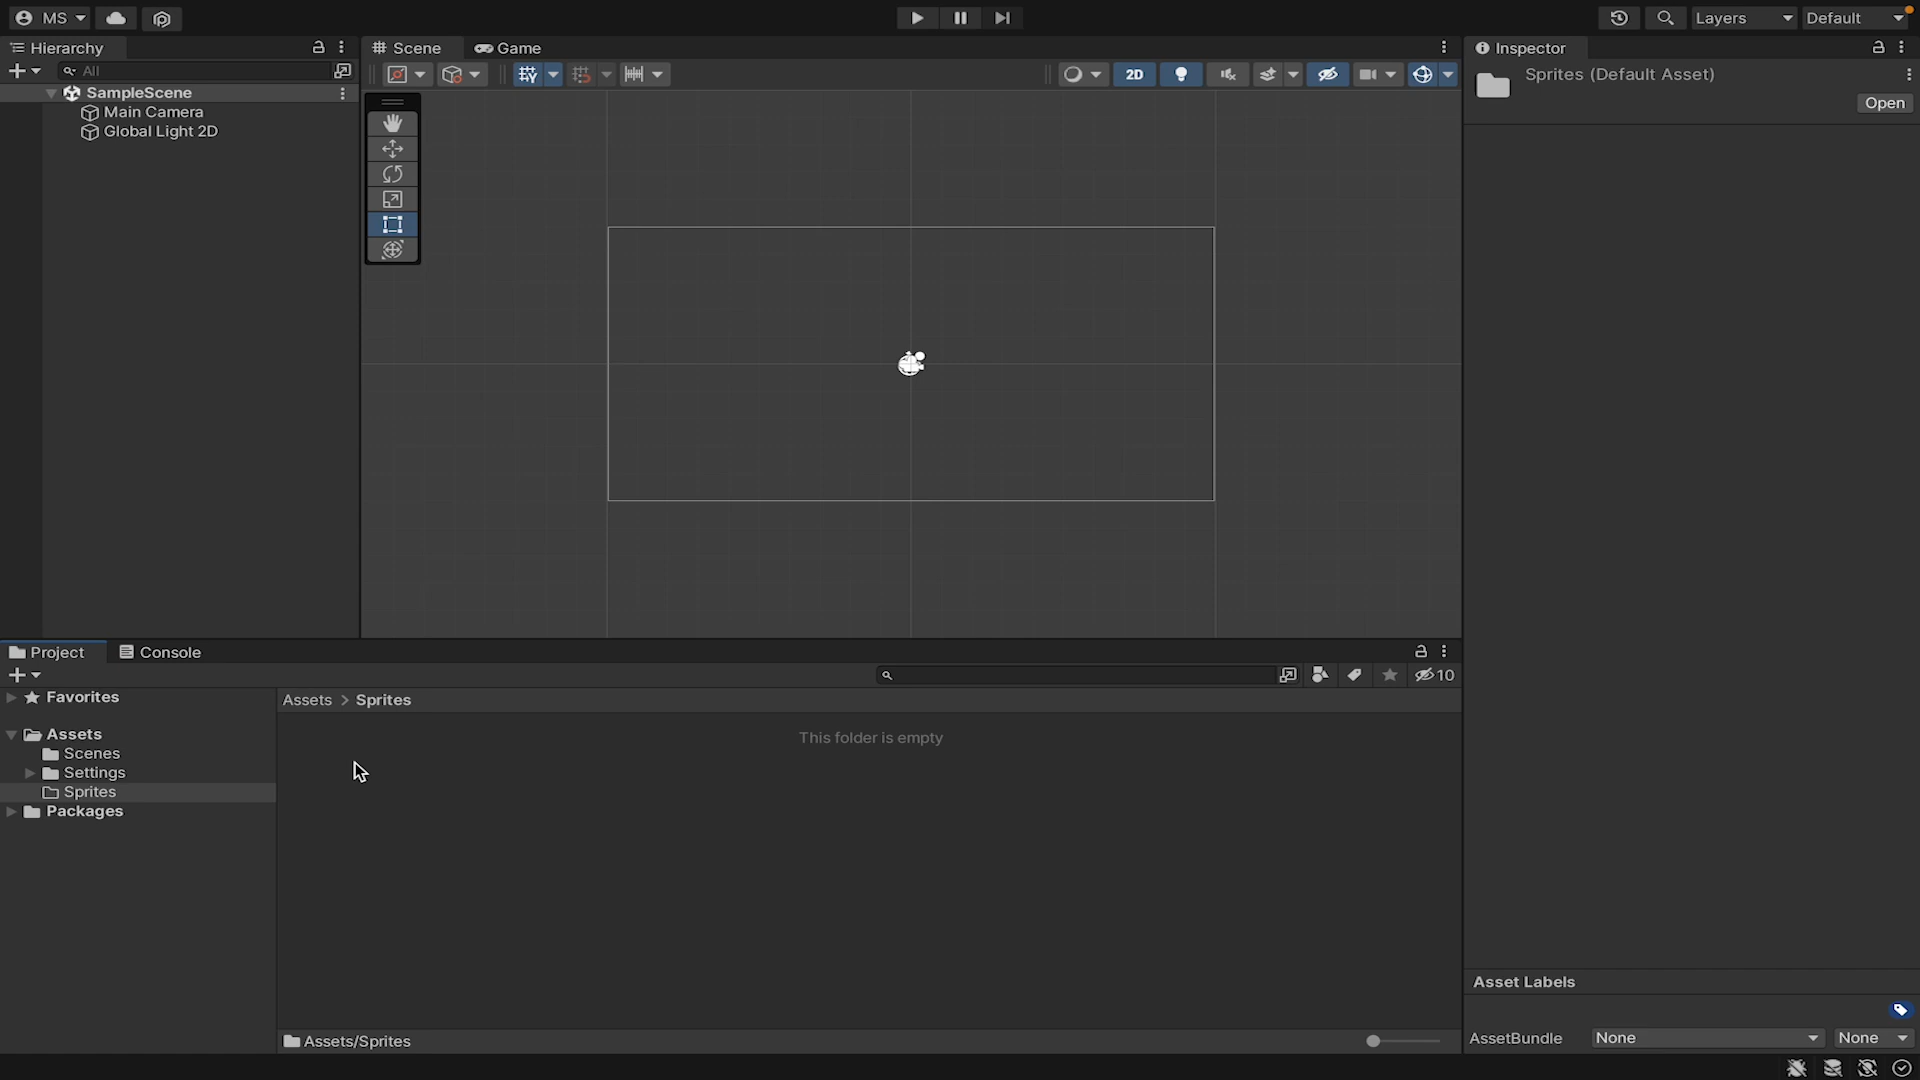 MS
Layers
Default
Hierarchy
All
SampleScene
Main Camera
Global Light 2D
Scene
Game
2D
Inspector
Sprites (Default Asset)
Open
Project
Console
10
Favorites
Assets
Scenes
Settings
Sprites
Packages
Assets > Sprites
This folder is empty
Assets/Sprites
Asset Labels
AssetBundle
None
None